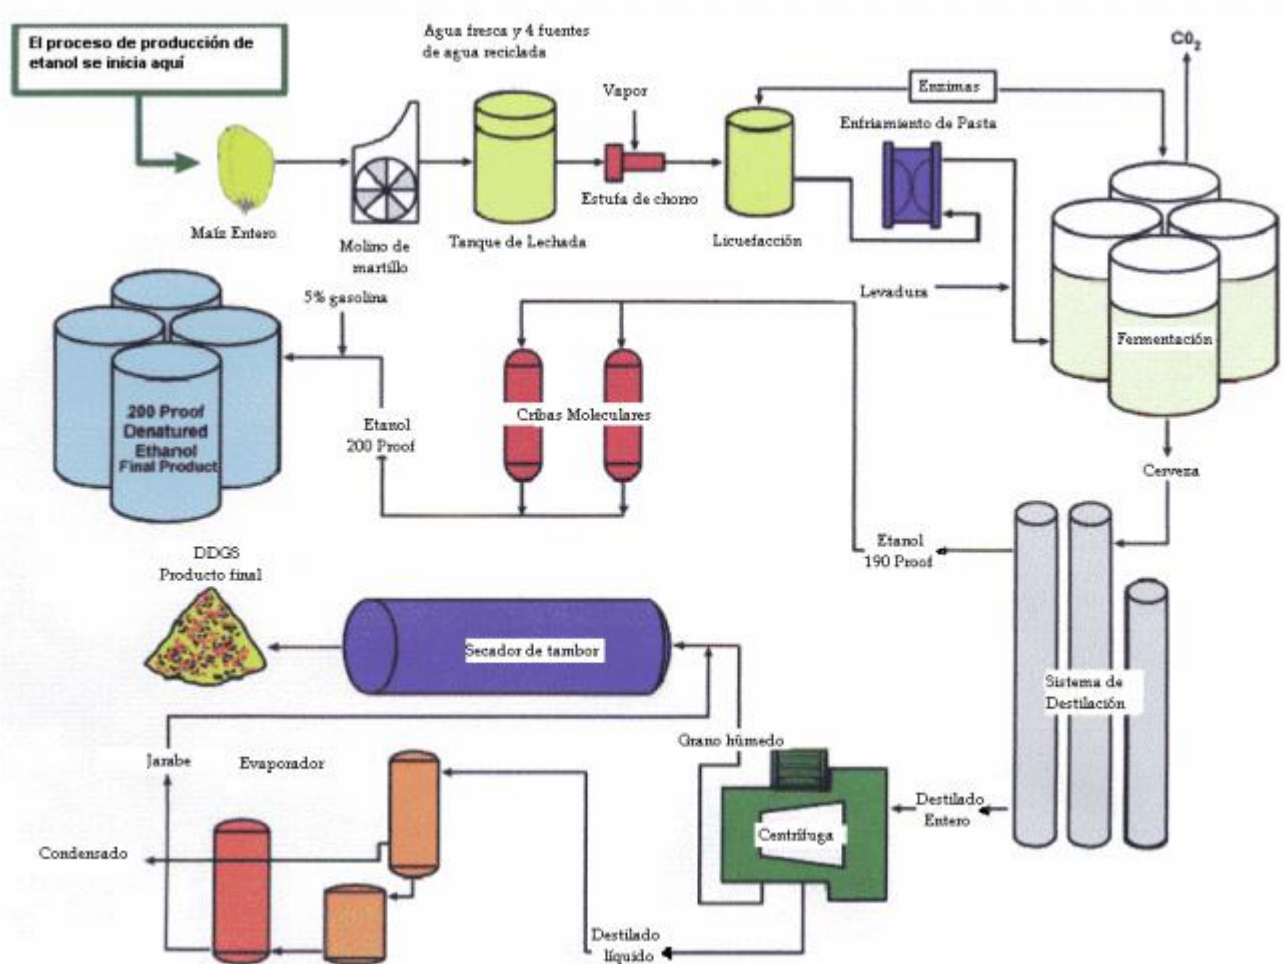 El proceso de producción de
etanol se inicia aquí
Agua fresca y 4 fuentes
de agua reciclada
CO₂
Vapor
Enzimas
Enfriamiento de Pasta
Maíz Entero
Molino de
martillo
Tanque de Lechada
Estufa de chorro
Licuefacción
Levadura
Fermentación
5% gasolina
200 Proof
Denatured
Ethanol
Final Product
Etanol
200 Proof
Cribas Moleculares
Cerveza
Etanol
190 Proof
DDGS
Producto final
Secador de tambor
Sistema de
Destilación
Jarabe
Evaporador
Grano húmedo
Destilado
Entero
Centrífuga
Condensado
Destilado
líquido